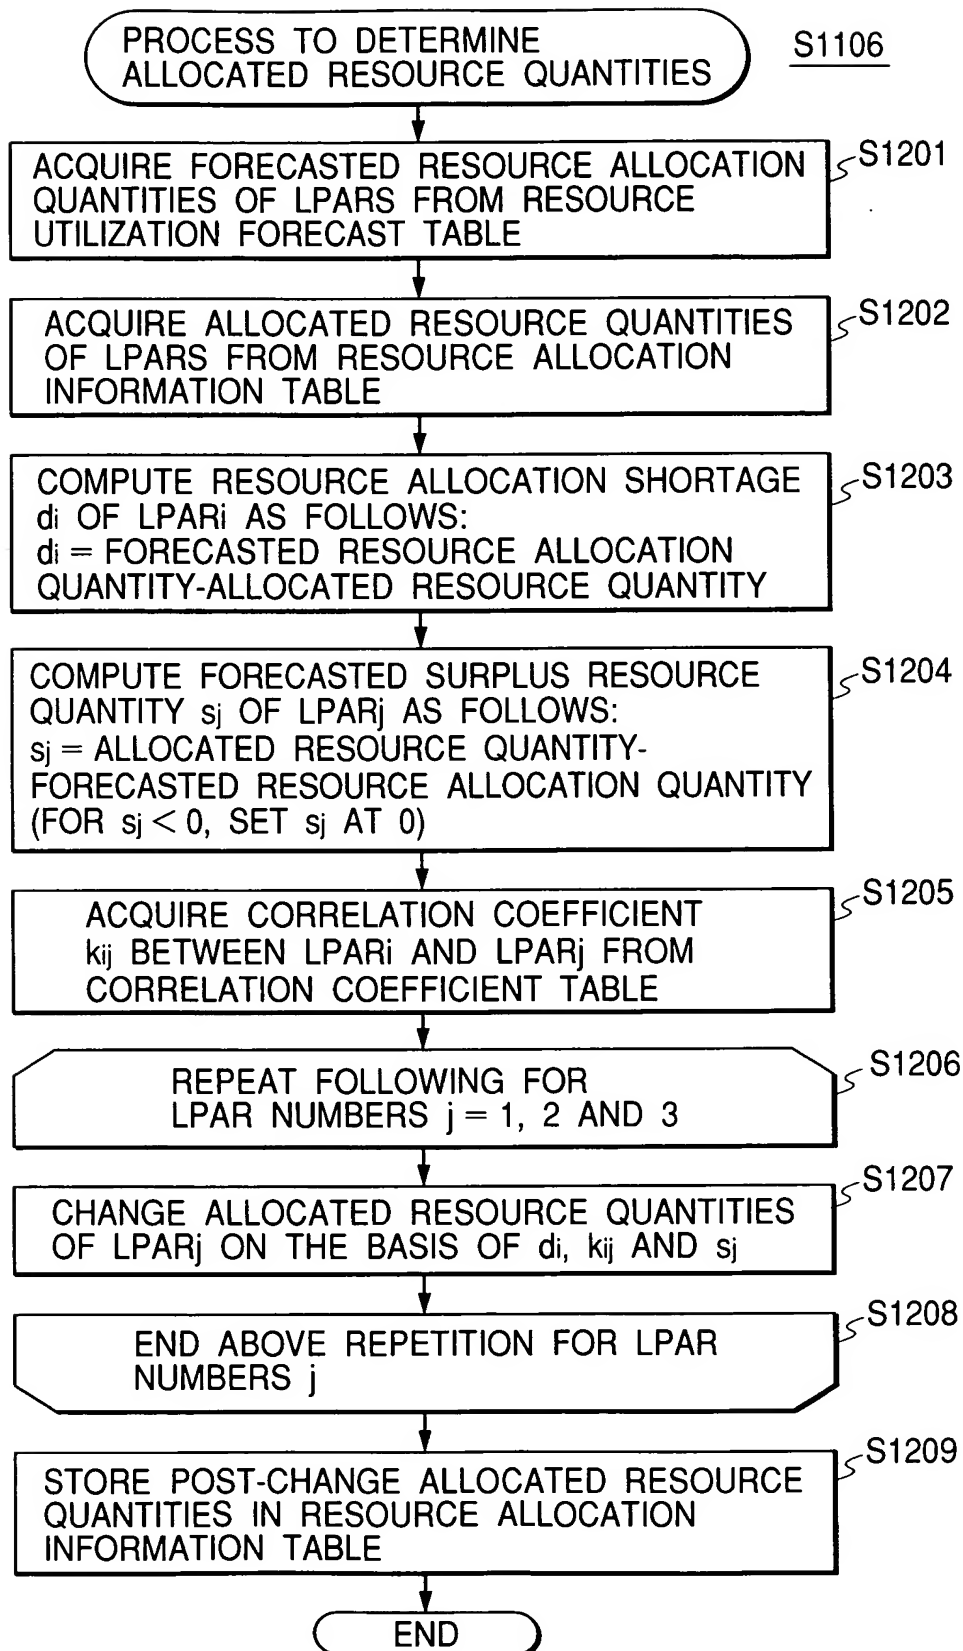 PROCESS TO DETERMINE
ALLOCATED RESOURCE QUANTITIES
S1106
ACQUIRE FORECASTED RESOURCE ALLOCATION
QUANTITIES OF LPARS FROM RESOURCE
UTILIZATION FORECAST TABLE
S1201
ACQUIRE ALLOCATED RESOURCE QUANTITIES
OF LPARS FROM RESOURCE ALLOCATION
INFORMATION TABLE
S1202
COMPUTE RESOURCE ALLOCATION SHORTAGE
di OF LPARi AS FOLLOWS:
di = FORECASTED RESOURCE ALLOCATION
QUANTITY-ALLOCATED RESOURCE QUANTITY
S1203
COMPUTE FORECASTED SURPLUS RESOURCE
QUANTITY sj OF LPARj AS FOLLOWS:
sj = ALLOCATED RESOURCE QUANTITY-
FORECASTED RESOURCE ALLOCATION QUANTITY
(FOR sj < 0, SET sj AT 0)
S1204
ACQUIRE CORRELATION COEFFICIENT
kij BETWEEN LPARi AND LPARj FROM
CORRELATION COEFFICIENT TABLE
S1205
REPEAT FOLLOWING FOR
LPAR NUMBERS j = 1, 2 AND 3
S1206
CHANGE ALLOCATED RESOURCE QUANTITIES
OF LPARj ON THE BASIS OF di, kij AND sj
S1207
END ABOVE REPETITION FOR LPAR
NUMBERS j
S1208
STORE POST-CHANGE ALLOCATED RESOURCE
QUANTITIES IN RESOURCE ALLOCATION
INFORMATION TABLE
S1209
END